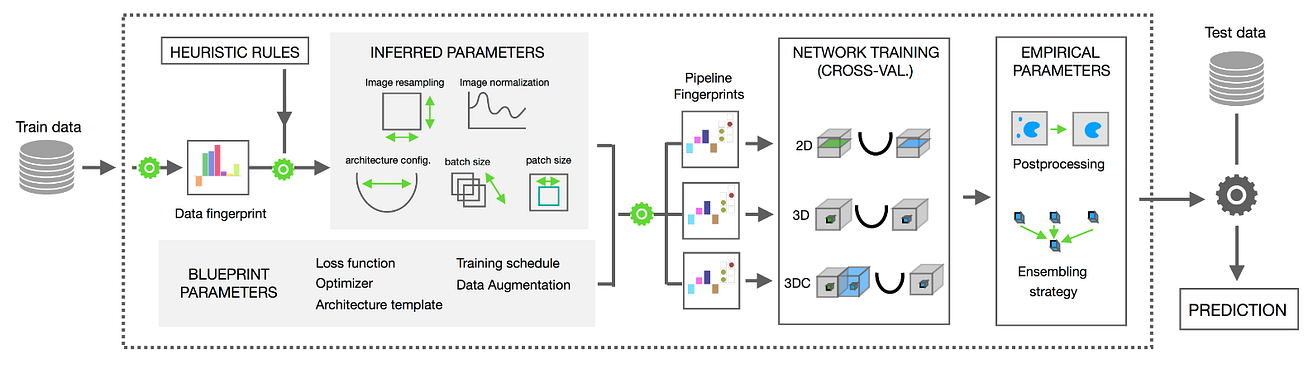 Train data
HEURISTIC RULES
Data fingerprint
INFERRED PARAMETERS
Image resampling
Image normalization
architecture config.
batch size
patch size
BLUEPRINT
PARAMETERS
Loss function
Optimizer
Architecture template
Training schedule
Data Augmentation
Pipeline
Fingerprints
NETWORK TRAINING
(CROSS-VAL.)
2D
3D
3DC
EMPIRICAL
PARAMETERS
Postprocessing
Ensembling
strategy
Test data
PREDICTION